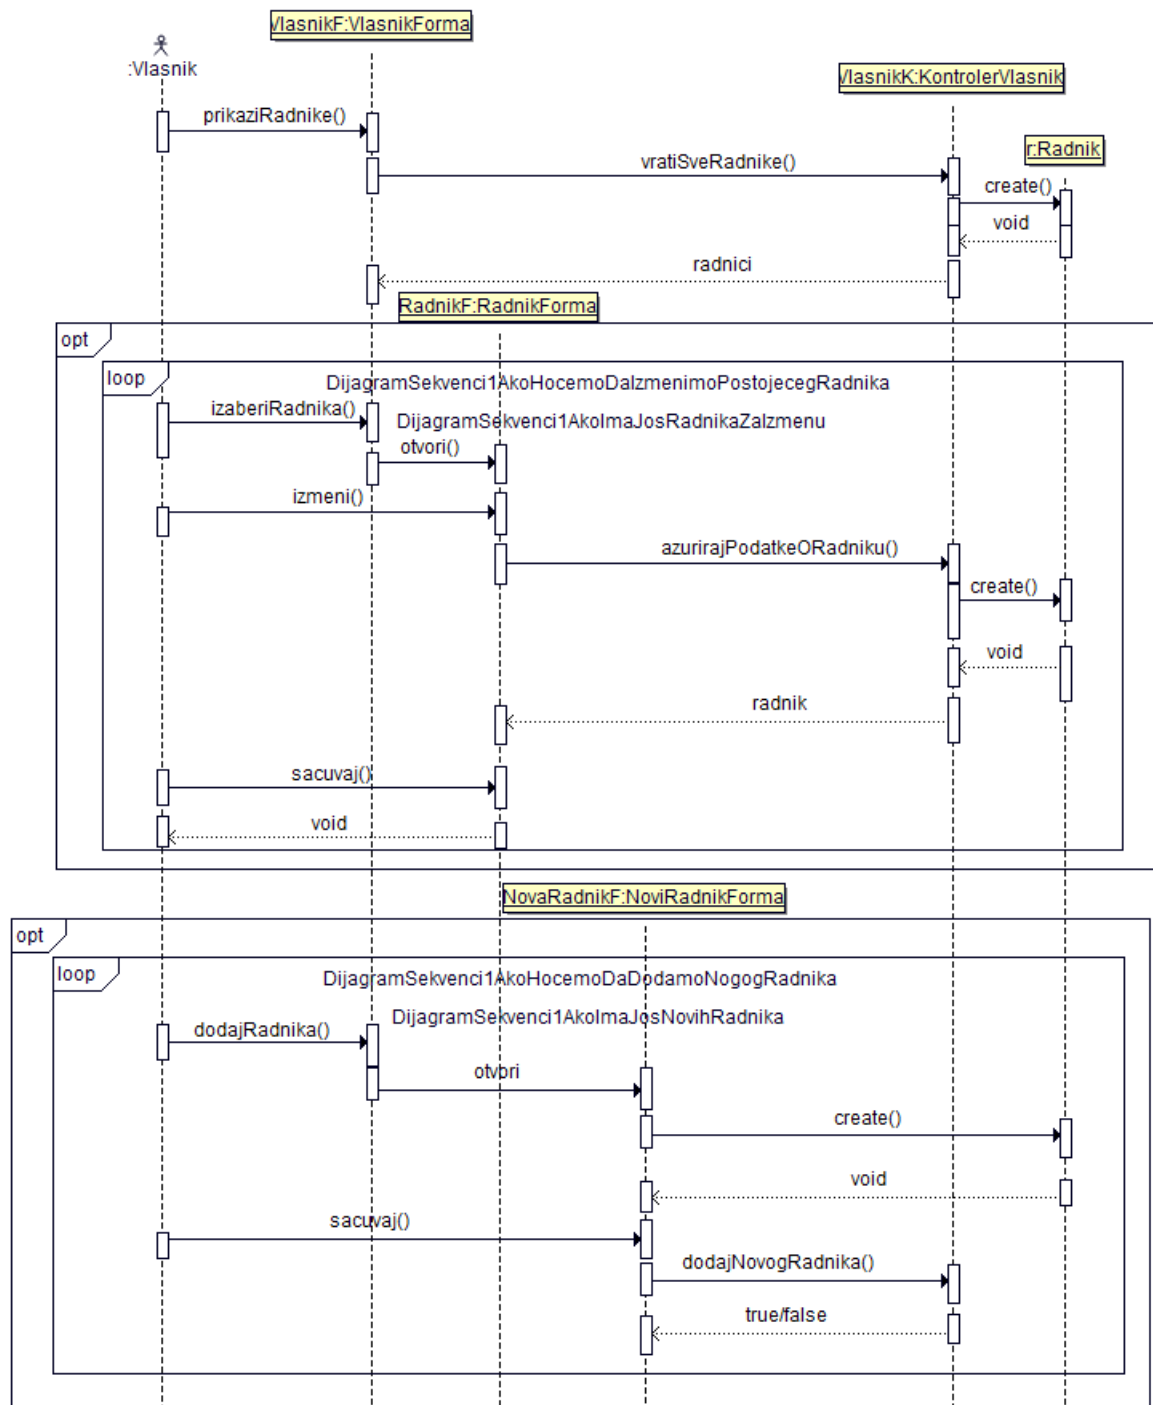 VlasnikF:VlasnikForma
:Vlasnik
VlasnikK:KontrolerVlasnik
prikaziRadnike()
r:Radnik
vratiSveRadnike()
create()
void
radnici
RadnikF:RadnikForma
opt
loop
DijagramSekvenci1AkoHocemoDaIzmenimoPostojecegRadnika
izaberiRadnika()
DijagramSekvenci1AkoImaJosRadnikaZaIzmenu
otvori()
izmeni()
azurirajPodatkeORadniku()
create()
void
radnik
sacuvaj()
void
NovaRadnikF:NoviRadnikForma
opt
loop
DijagramSekvenci1AkoHocemoDaDodamoNogogRadnika
DijagramSekvenci1AkoImaJosNovihRadnika
dodajRadnika()
otvori
create()
void
sacuvaj()
dodajNovogRadnika()
true/false